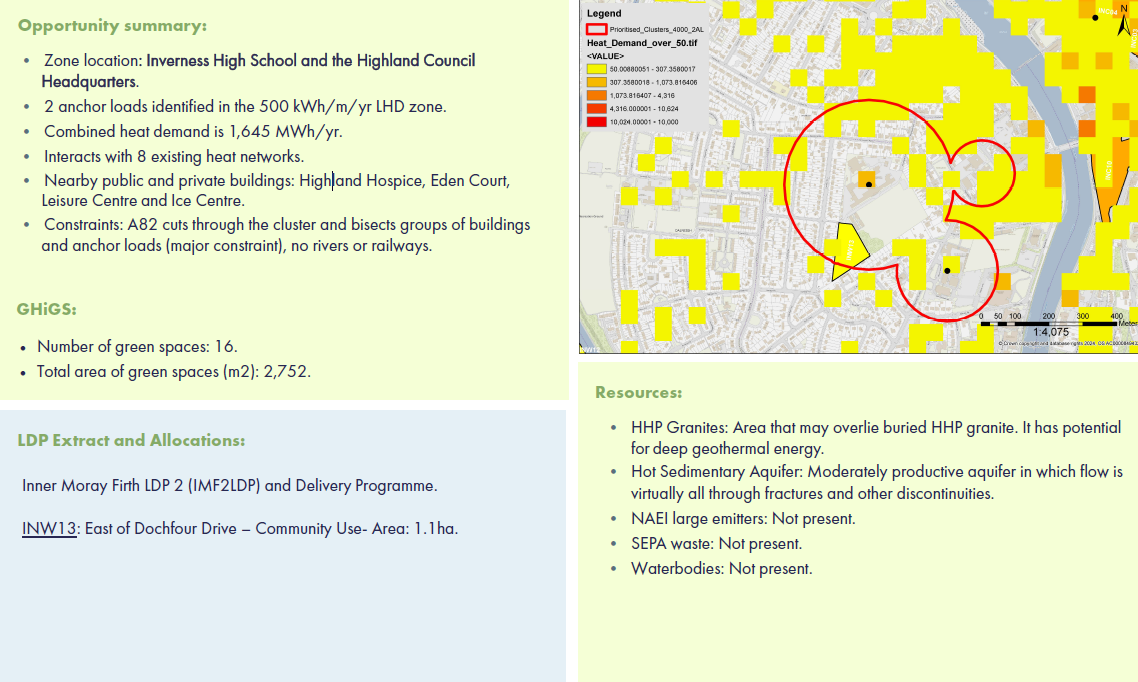 Opportunity summary:
• Zone location: Inverness High School and the Highland Council
Headquarters.
• 2 anchor loads identified in the 500 kWh/m/yr LHD zone.
• Combined heat demand is 1,645 MWh/yr.
• Interacts with 8 existing heat networks.
• Nearby public and private buildings: Highland Hospice, Eden Court,
Leisure Centre and Ice Centre.
• Constraints: A82 cuts through the cluster and bisects groups of buildings
and anchor loads (major constraint), no rivers or railways.
GHiGS:
• Number of green spaces: 16.
• Total area of green spaces (m2): 2,752.
LDP Extract and Allocations:
Inner Moray Firth LDP 2 (IMF2LDP) and Delivery Programme.
INW13: East of Dochfour Drive – Community Use- Area: 1.1ha.
Legend
Prioritised_Clusters_4000_2AL
Heat_Demand_over_50.tif
<VALUE>
50.00880051 - 307.3580017
307.3580018 - 1,073.816406
1,073.816407 - 4,316
4,316.000001 - 10,624
10,624.00001 - 10,000
N
INW13
0 50 100 200 300 400
Meter
1:4,075
Resources:
• HHP Granites: Area that may overlie buried HHP granite. It has potential
for deep geothermal energy.
• Hot Sedimentary Aquifer: Moderately productive aquifer in which flow is
virtually all through fractures and other discontinuities.
• NAEI large emitters: Not present.
• SEPA waste: Not present.
• Waterbodies: Not present.